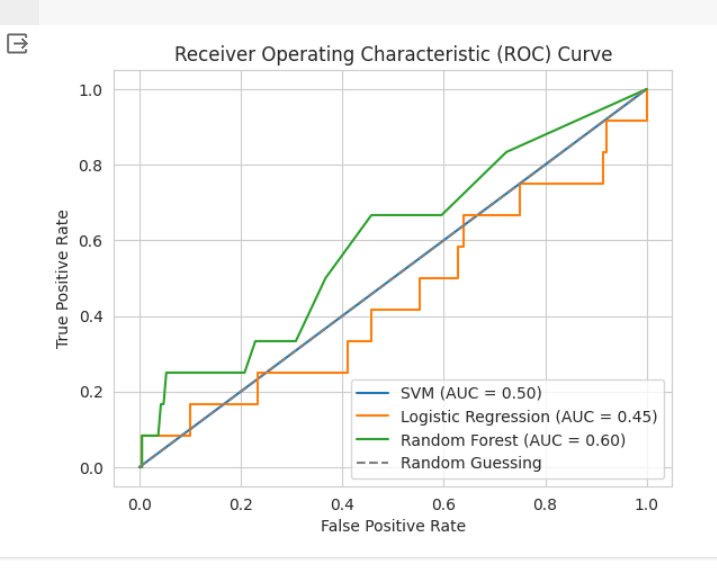 Receiver Operating Characteristic (ROC) Curve
1.0
0.8
0.6
0.4
0.2
0.0
True Positive Rate
SVM (AUC = 0.50)
Logistic Regression (AUC = 0.45)
Random Forest (AUC = 0.60)
Random Guessing
0.0 0.2 0.4 0.6 0.8 1.0
False Positive Rate